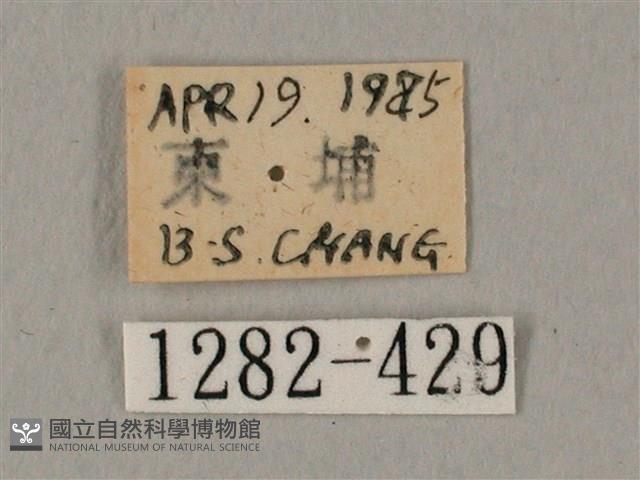 APR 19. 1985
東 埔
B-S. CHANG
1282-429
國立自然科學博物館
NATIONAL MUSEUM OF NATURAL SCIENCE